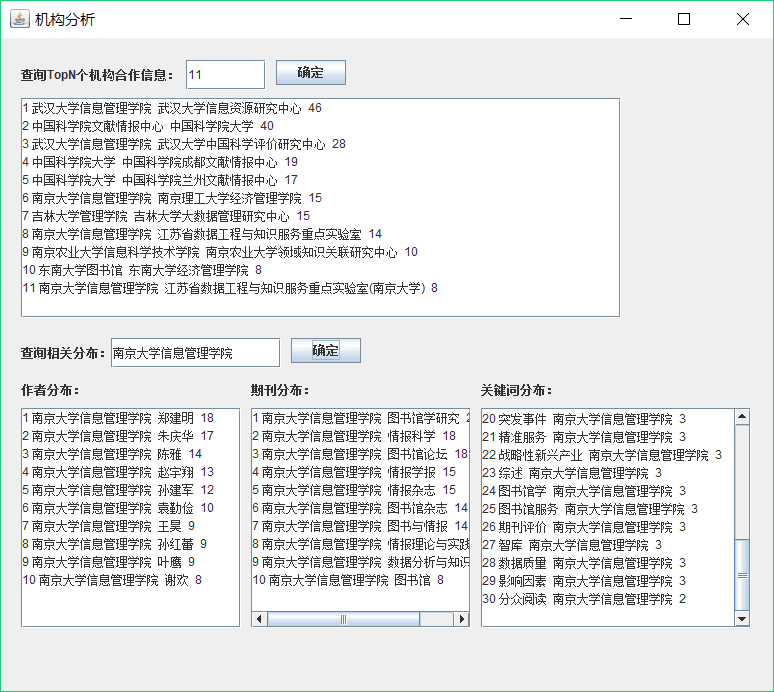 机构分析
查询TopN个机构合作信息： 11 确定
1 武汉大学信息管理学院 武汉大学信息资源研究中心 46
2 中国科学院文献情报中心 中国科学院大学 40
3 武汉大学信息管理学院 武汉大学中国科学评价研究中心 28
4 中国科学院大学 中国科学院成都文献情报中心 19
5 中国科学院大学 中国科学院兰州文献情报中心 17
6 南京大学信息管理学院 南京理工大学经济管理学院 15
7 吉林大学管理学院 吉林大学大数据管理研究中心 15
8 南京大学信息管理学院 江苏省数据工程与知识服务重点实验室 14
9 南京农业大学信息科学技术学院 南京农业大学领域知识关联研究中心 10
10 东南大学图书馆 东南大学经济管理学院 8
11 南京大学信息管理学院 江苏省数据工程与知识服务重点实验室(南京大学) 8
查询相关分布： 南京大学信息管理学院 确定
作者分布：
1 南京大学信息管理学院 郑建明 18
2 南京大学信息管理学院 朱庆华 17
3 南京大学信息管理学院 陈雅 14
4 南京大学信息管理学院 赵宇翔 13
5 南京大学信息管理学院 孙建军 12
6 南京大学信息管理学院 袁勤俭 10
7 南京大学信息管理学院 王昊 9
8 南京大学信息管理学院 孙红蕾 9
9 南京大学信息管理学院 叶鹰 9
10 南京大学信息管理学院 谢欢 8
期刊分布：
1 南京大学信息管理学院 图书馆学研究
2 南京大学信息管理学院 情报科学 18
3 南京大学信息管理学院 图书馆论坛 18
4 南京大学信息管理学院 情报学报 15
5 南京大学信息管理学院 情报杂志 15
6 南京大学信息管理学院 图书馆杂志 14
7 南京大学信息管理学院 图书与情报 14
8 南京大学信息管理学院 情报理论与实践
9 南京大学信息管理学院 数据分析与知识
10 南京大学信息管理学院 图书馆 8
关键词分布：
20 突发事件 南京大学信息管理学院 3
21 精准服务 南京大学信息管理学院 3
22 战略性新兴产业 南京大学信息管理学院 3
23 综述 南京大学信息管理学院 3
24 图书馆学 南京大学信息管理学院 3
25 图书馆服务 南京大学信息管理学院 3
26 期刊评价 南京大学信息管理学院 3
27 智库 南京大学信息管理学院 3
28 数据质量 南京大学信息管理学院 3
29 影响因素 南京大学信息管理学院 3
30 分众阅读 南京大学信息管理学院 2